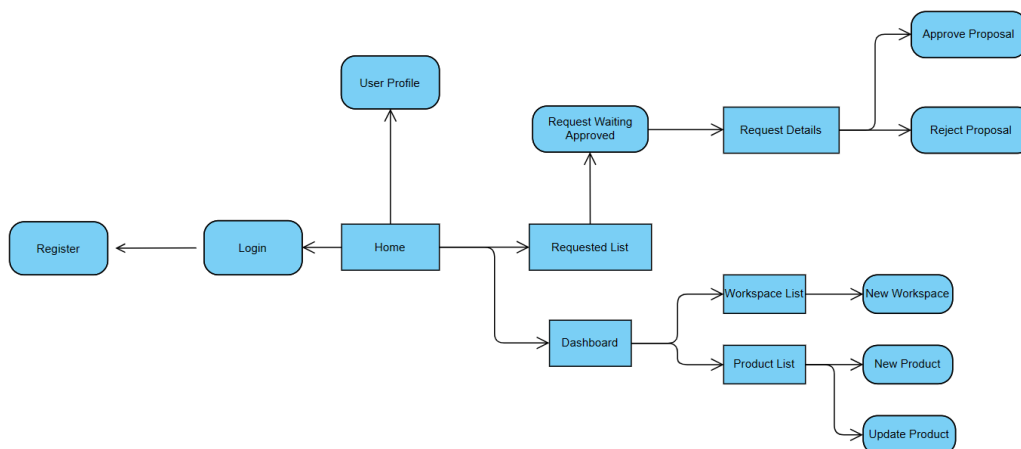 Approve Proposal
User Profile
Request Waiting
Approved
Request Details
Reject Proposal
Register
Login
Home
Requested List
Workspace List
New Workspace
Dashboard
Product List
New Product
Update Product